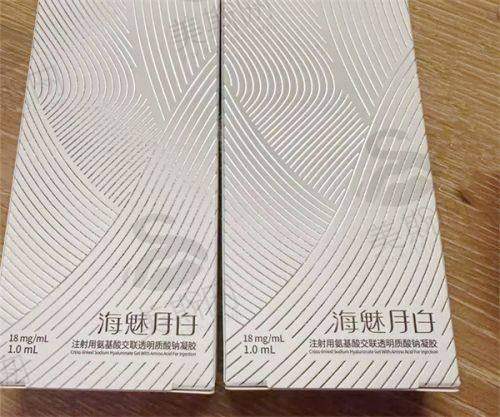 海魅月白
18 mg/mL
1.0 mL
注射用氨基酸交联透明质酸钠凝胶
Cross-linked Sodium Hyaluronate Gel With Amino Acid For Injection
海魅月白
18 mg/mL
1.0 mL
注射用氨基酸交联透明质酸钠凝胶
Cross-linked Sodium Hyaluronate Gel With Amino Acid For Injection